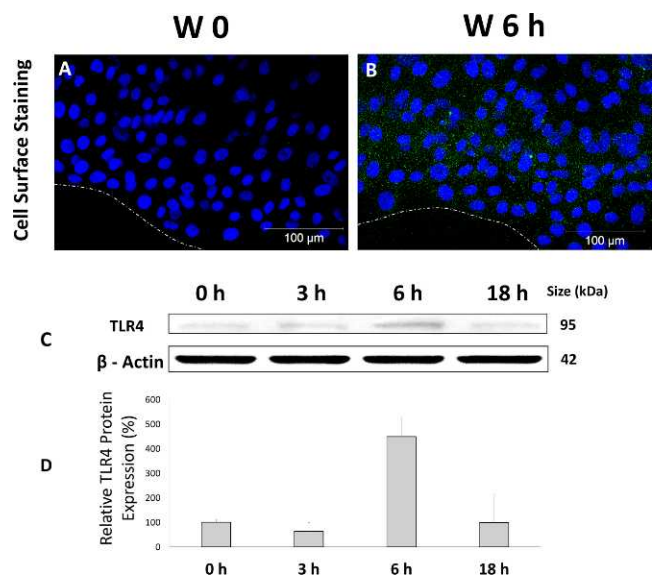 W 0 W 6 h
Cell Surface Staining
A B
100 µm 100 µm
0 h 3 h 6 h 18 h Size (kDa)
C
TLR4 95
β - Actin 42
D
Relative TLR4 Protein
Expression (%)
600
500
400
300
200
100
0
0 h 3 h 6 h 18 h